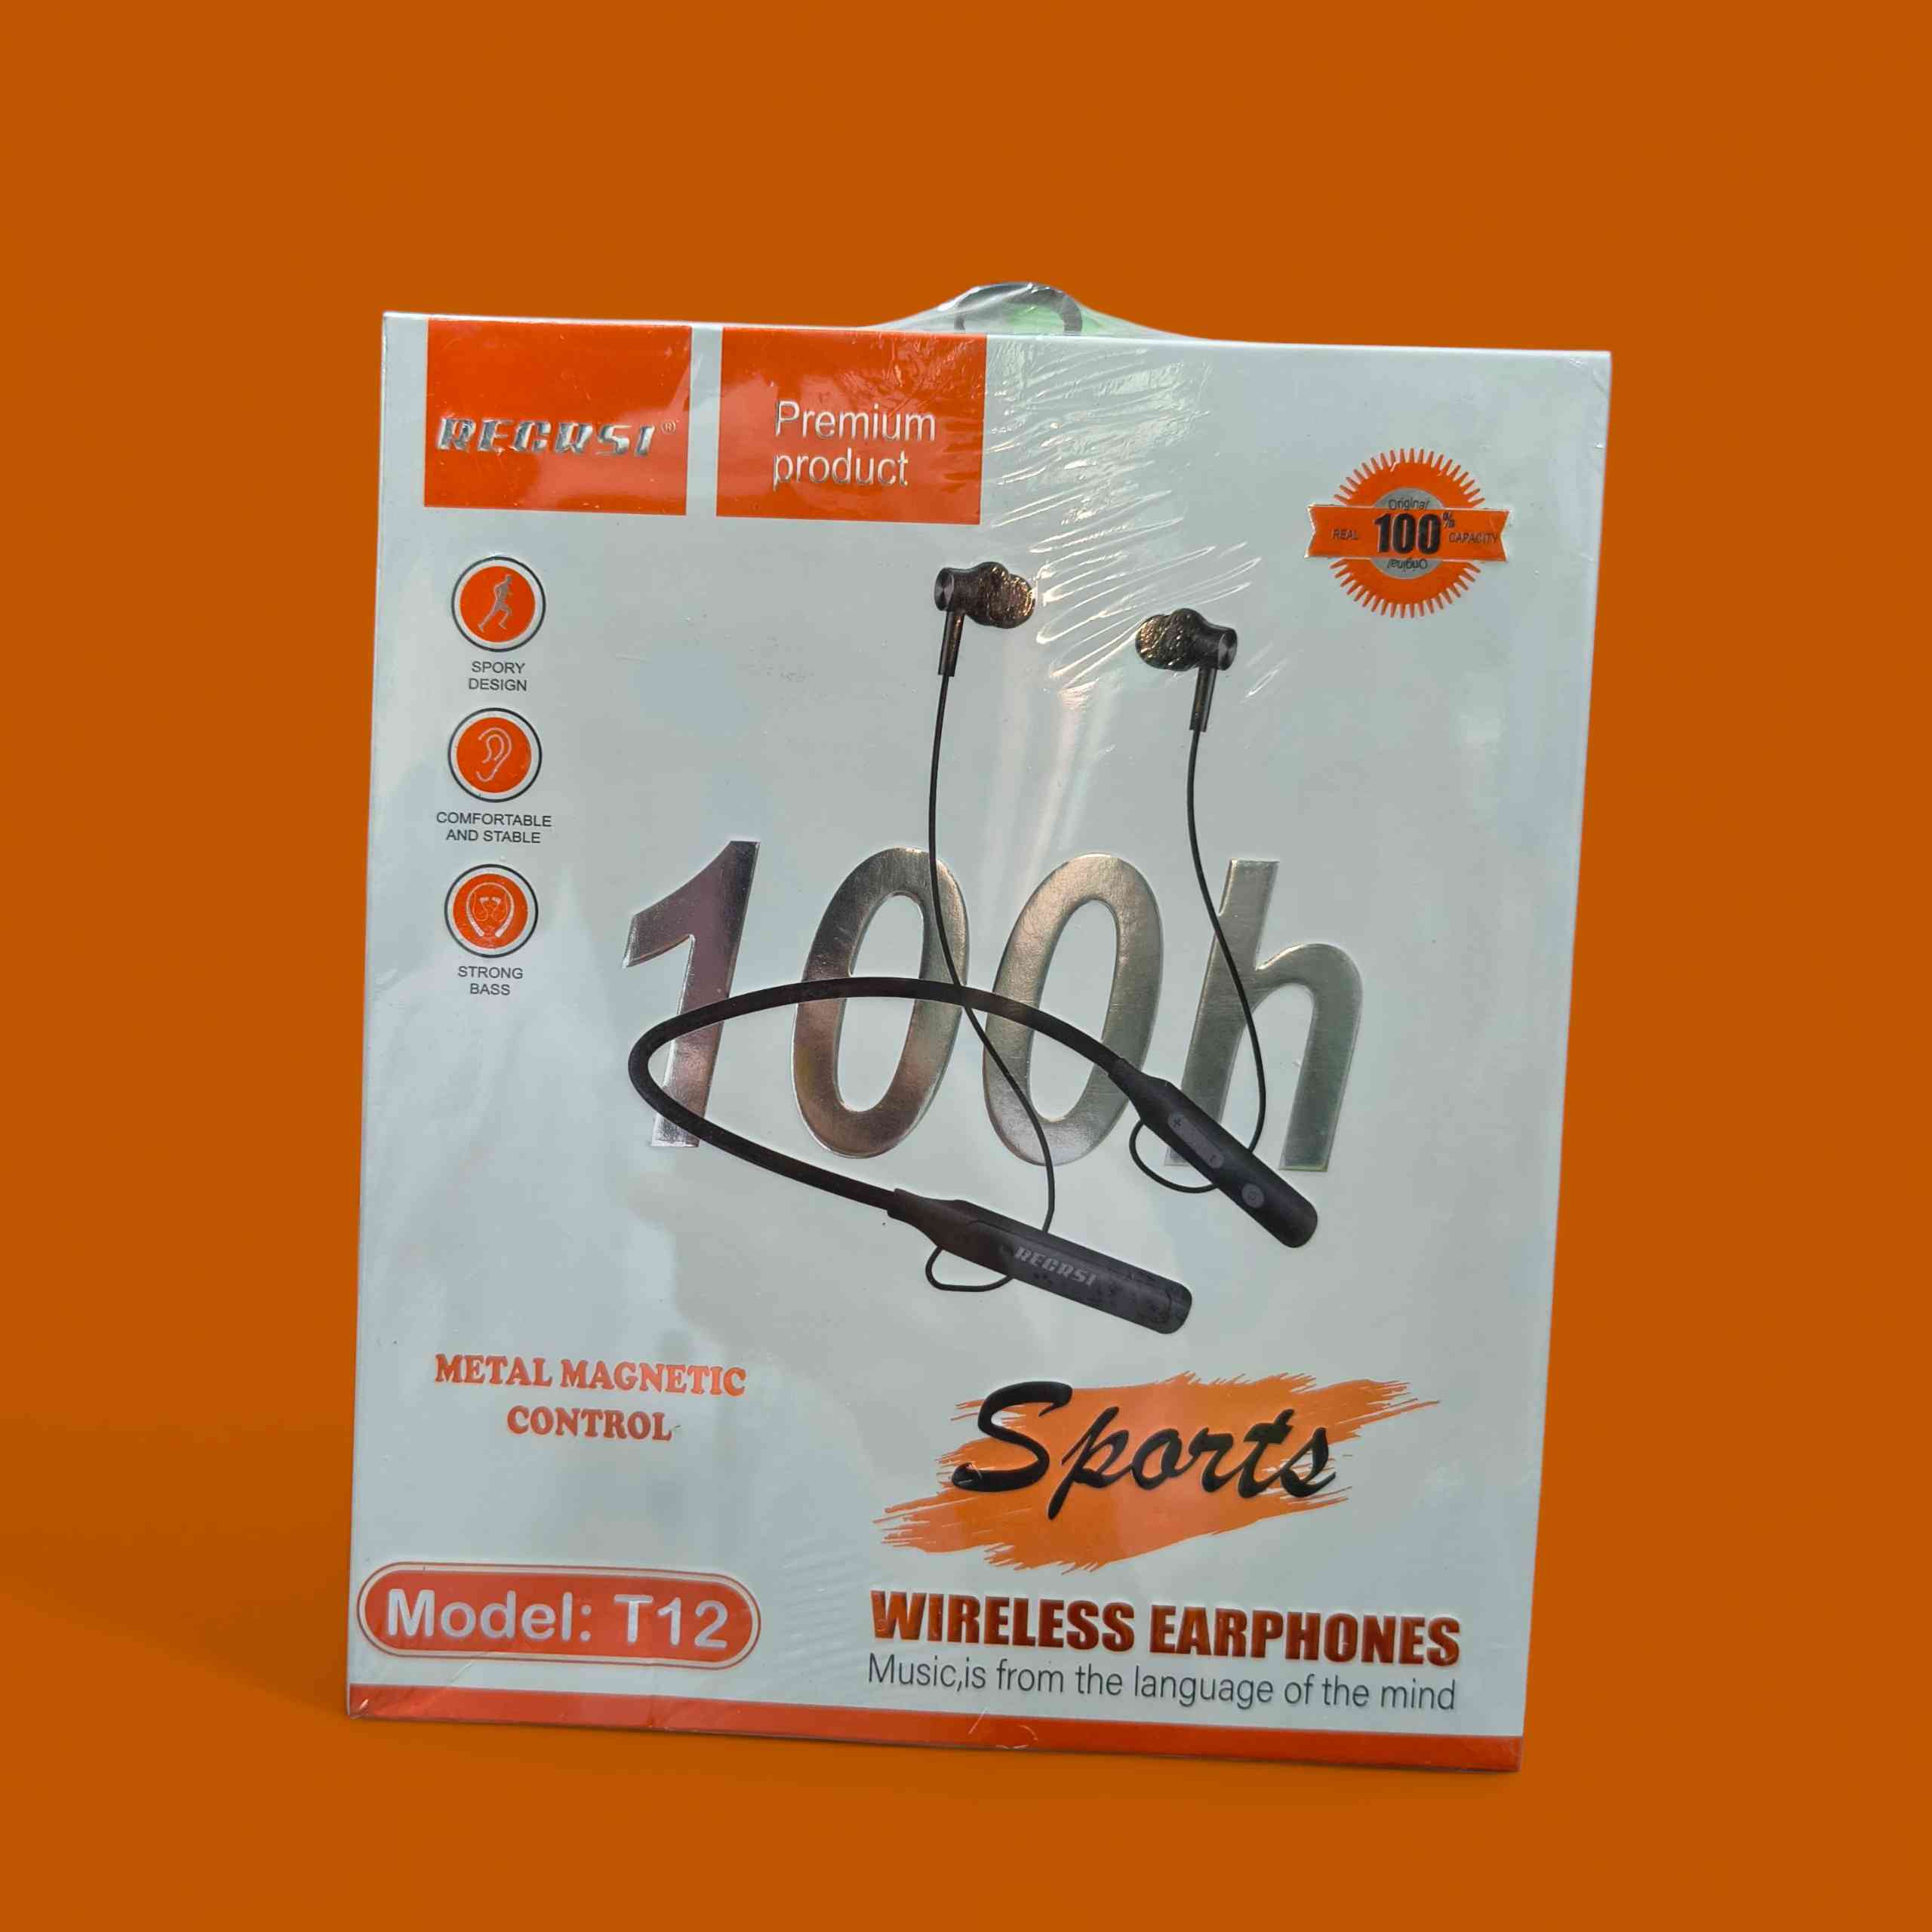 RECRSI®
Premium
product
Original
REAL 100% CAPACITY
Original
SPORY
DESIGN
COMFORTABLE
AND STABLE
STRONG
BASS
100h
RECRSI
METAL MAGNETIC
CONTROL
Sports
Model: T12
WIRELESS EARPHONES
Music,is from the language of the mind